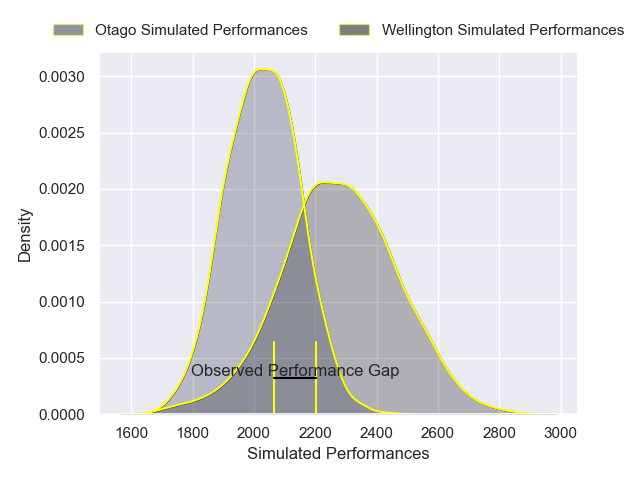 Otago Simulated Performances
Wellington Simulated Performances
0.0030
0.0025
0.0020
0.0015
0.0010
0.0005
0.0000
Density
Observed Performance Gap
1600 1800 2000 2200 2400 2600 2800 3000
Simulated Performances